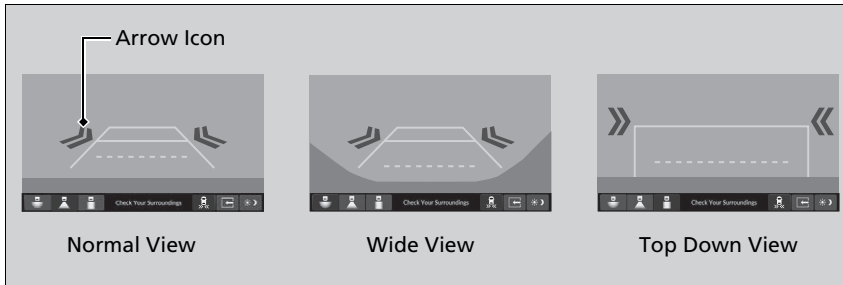 Arrow Icon
Check Your Surroundings
Check Your Surroundings
Check Your Surroundings
Normal View
Wide View
Top Down View